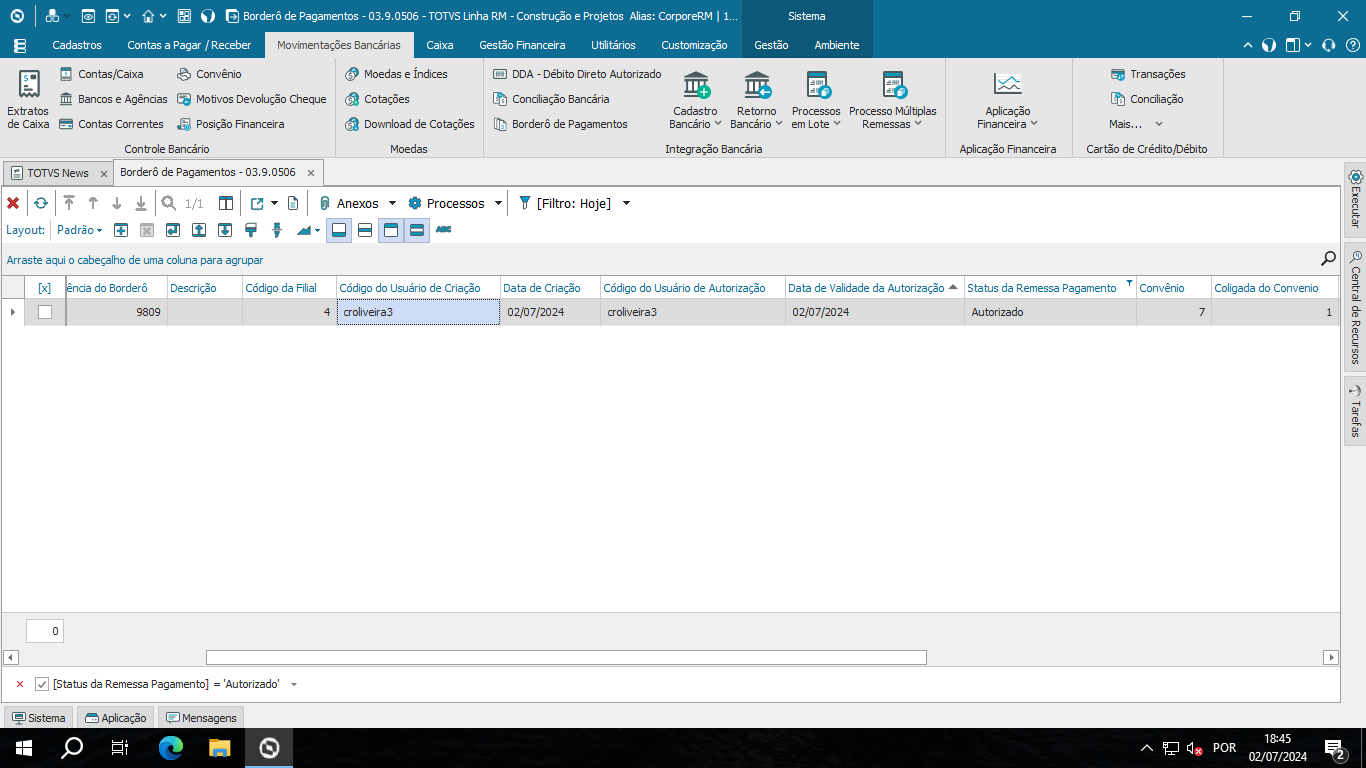 Borderô de Pagamentos - 03.9.0506 - TOTVS Linha RM - Construção e Projetos Alias: CorporeRM | 1...
Sistema
Cadastros
Contas a Pagar / Receber
Movimentações Bancárias
Caixa
Gestão Financeira
Utilitários
Customização
Gestão
Ambiente
Extratos
de Caixa
Contas/Caixa
Bancos e Agências
Contas Correntes
Convênio
Motivos Devolução Cheque
Posição Financeira
Controle Bancário
Moedas e Índices
Cotações
Download de Cotações
Moedas
DDA - Débito Direto Autorizado
Conciliação Bancária
Borderô de Pagamentos
Cadastro
Bancário
Retorno
Bancário
Processos
em Lote
Processo Múltiplas
Remessas
Integração Bancária
Aplicação
Financeira
Aplicação Financeira
Transações
Conciliação
Mais...
Cartão de Crédito/Débito
TOTVS News
Borderô de Pagamentos - 03.9.0506
1/1
Anexos
Processos
[Filtro: Hoje]
Layout:
Padrão
ABC
Arraste aqui o cabeçalho de uma coluna para agrupar
[x]
ência do Borderô
Descrição
Código da Filial
Código do Usuário de Criação
Data de Criação
Código do Usuário de Autorização
Data de Validade da Autorização
Status da Remessa Pagamento
Convênio
Coligada do Convenio
9809
4
croliveira3
02/07/2024
croliveira3
02/07/2024
Autorizado
7
1
0
[Status da Remessa Pagamento] = 'Autorizado'
Executar
Central de Recursos
Tarefas
Sistema
Aplicação
Mensagens
POR
18:45
02/07/2024
2